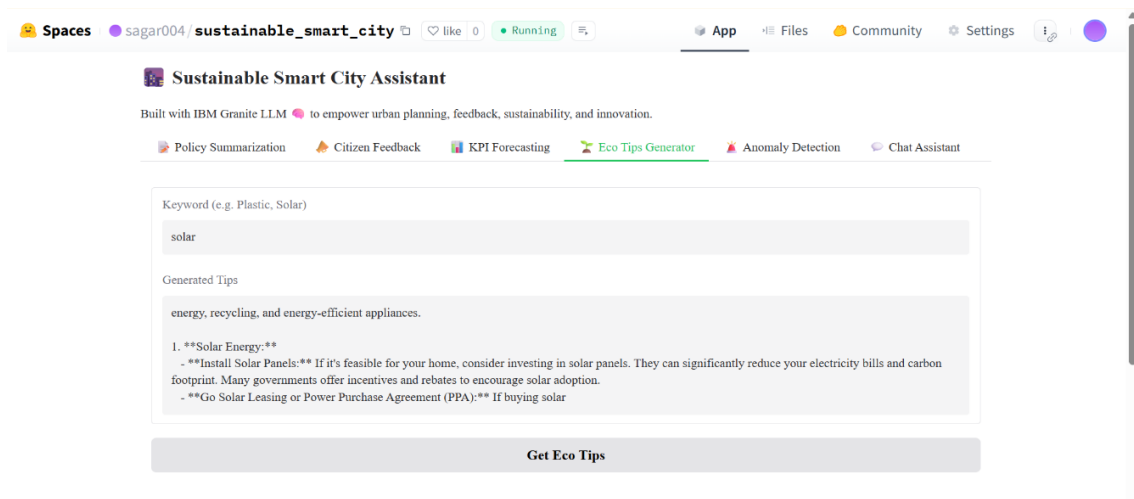 Spaces
sagar004/sustainable_smart_city
like 0
Running
App
Files
Community
Settings
Sustainable Smart City Assistant
Built with IBM Granite LLM to empower urban planning, feedback, sustainability, and innovation.
Policy Summarization
Citizen Feedback
KPI Forecasting
Eco Tips Generator
Anomaly Detection
Chat Assistant
Keyword (e.g. Plastic, Solar)
solar
Generated Tips
energy, recycling, and energy-efficient appliances.
1. **Solar Energy:**
- **Install Solar Panels:** If it's feasible for your home, consider investing in solar panels. They can significantly reduce your electricity bills and carbon
footprint. Many governments offer incentives and rebates to encourage solar adoption.
- **Go Solar Leasing or Power Purchase Agreement (PPA):** If buying solar
Get Eco Tips